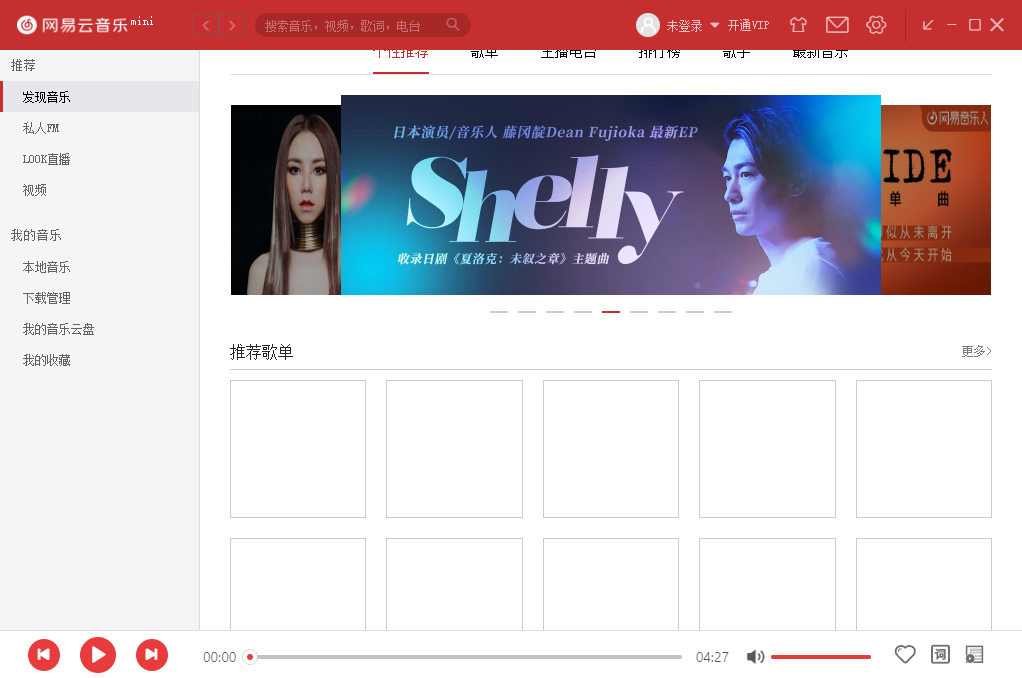 网易云音乐mini
搜索音乐，视频，歌词，电台
未登录
开通VIP
推荐
发现音乐
私人FM
LOOK直播
视频
我的音乐
本地音乐
下载管理
我的音乐云盘
我的收藏
个性推荐 歌单 主播电台 排行榜 歌手 最新音乐
日本演员/音乐人 藤冈靛Dean Fujioka 最新EP
Shelly
收录日剧《夏洛克：未叙之章》主题曲
网易音乐人
IDE
单 曲
似从未离开
从今天开始
推荐歌单
更多>
00:00
04:27
词